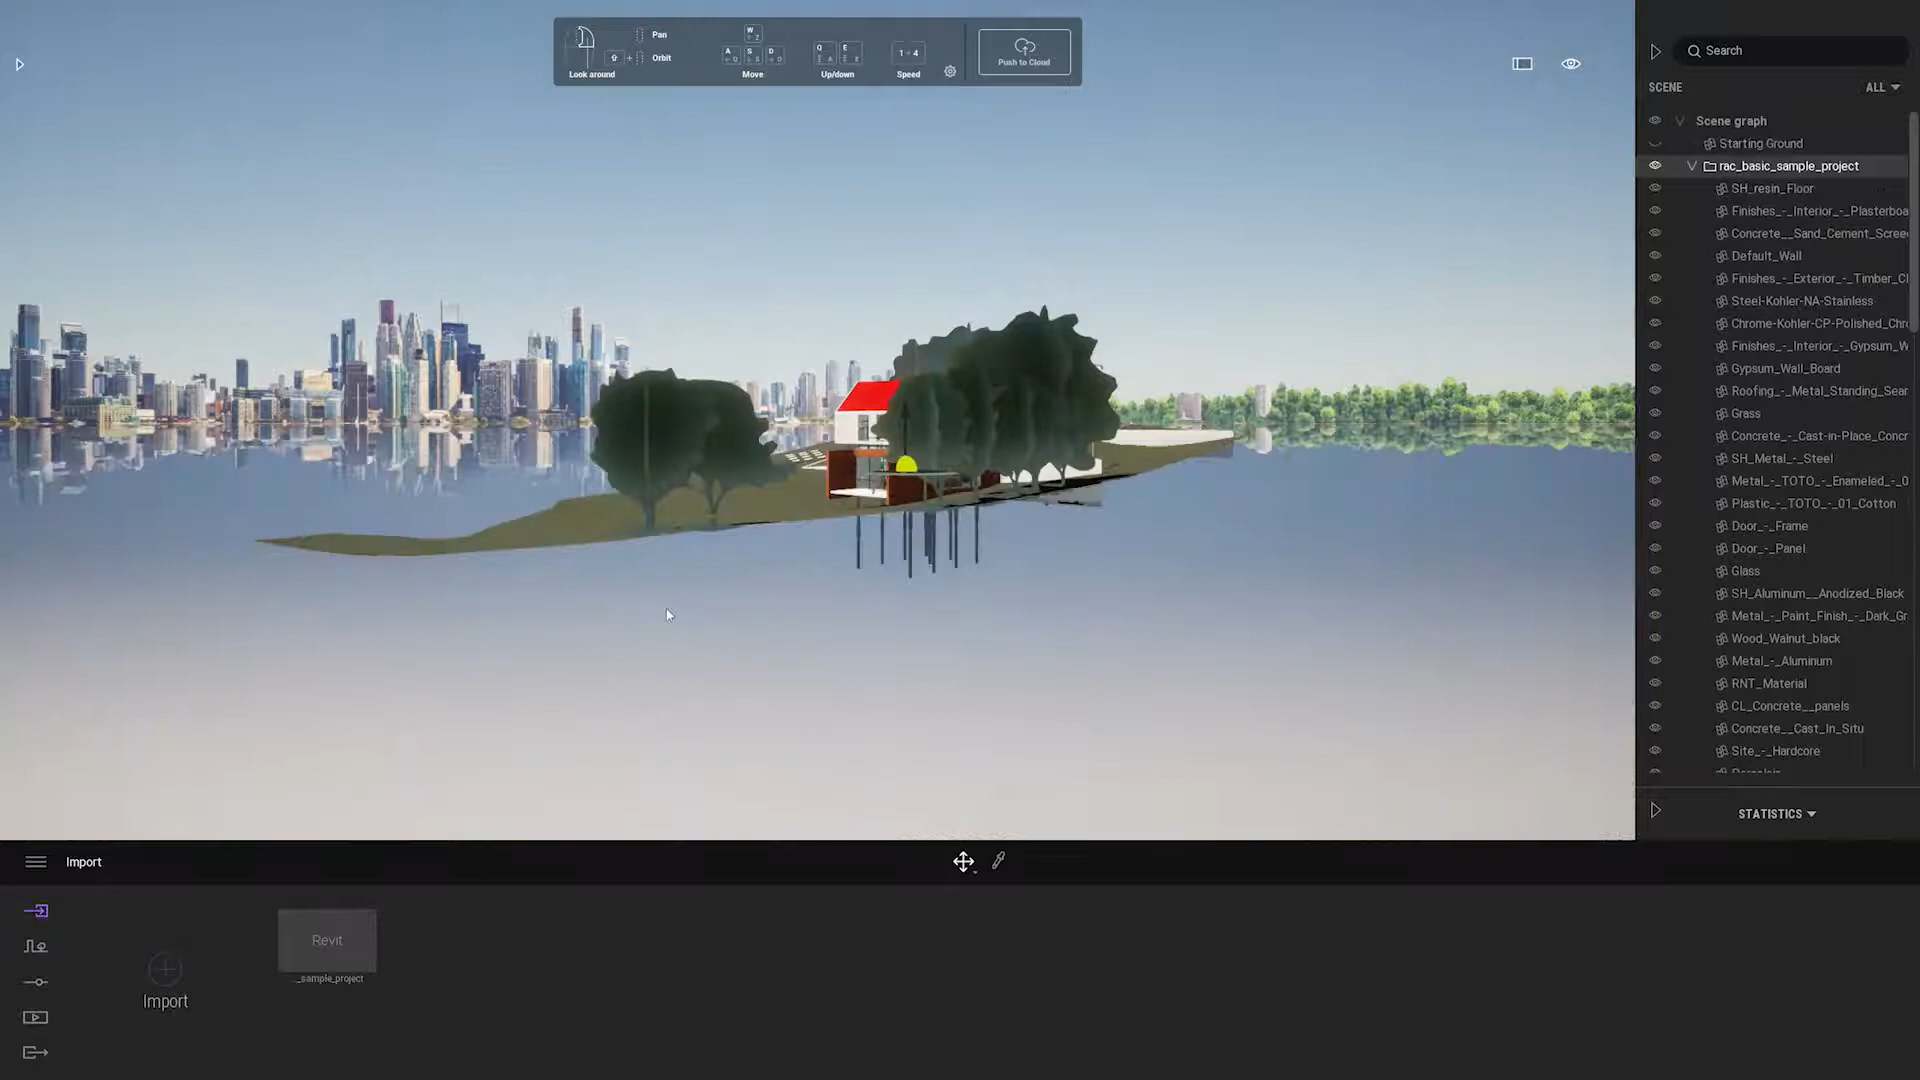 Pan
Orbit
Look around
W
Z
A
S
D
Q
S
D
Move
Q
E
A
E
Up/down
1 - 4
Speed
Push to Cloud
Search
SCENE
ALL
Scene graph
Starting Ground
rac_basic_sample_project
SH_resin_Floor
Finishes_-_Interior_-_Plasterboa
Concrete__Sand_Cement_Scree
Default_Wall
Finishes_-_Exterior_-_Timber_Cl
Steel-Kohler-NA-Stainless
Chrome-Kohler-CP-Polished_Chr
Finishes_-_Interior_-_Gypsum_W
Gypsum_Wall_Board
Roofing_-_Metal_Standing_Sear
Grass
Concrete_-_Cast-in-Place_Concr
SH_Metal_-_Steel
Metal_-_TOTO_-_Enameled_-_0
Plastic_-_TOTO_-_01_Cotton
Door_-_Frame
Door_-_Panel
Glass
SH_Aluminum__Anodized_Black
Metal_-_Paint_Finish_-_Dark_Gr
Wood_Walnut_black
Metal_-_Aluminum
RNT_Material
CL_Concrete__panels
Concrete__Cast_In_Situ
Site_-_Hardcore
STATISTICS
Import
Revit
..._sample_project
Import